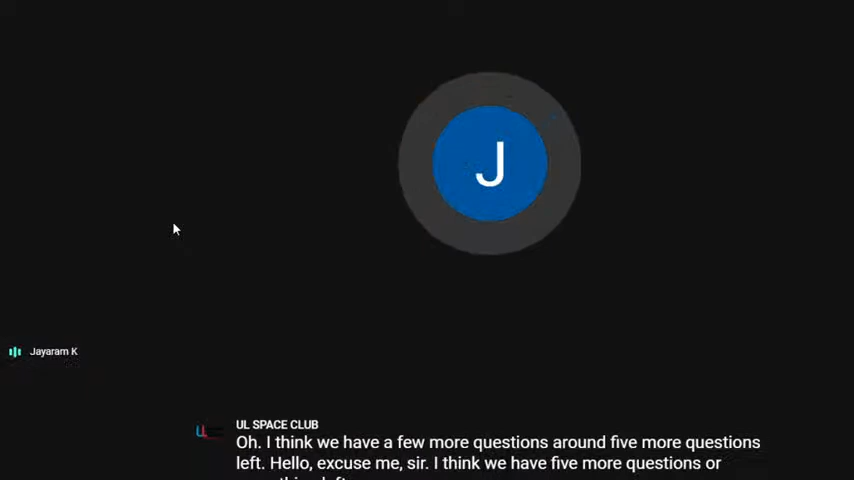 J
Jayaram K
UL
UL SPACE CLUB
Oh. I think we have a few more questions around five more questions
left. Hello, excuse me, sir. I think we have five more questions or